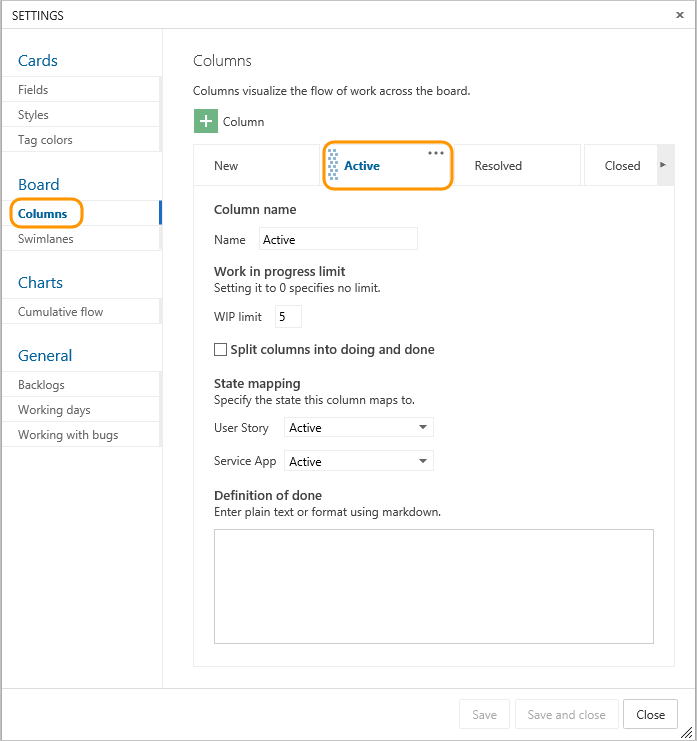 SETTINGS
Cards
Fields
Styles
Tag colors
Board
Columns
Swimlanes
Charts
Cumulative flow
General
Backlogs
Working days
Working with bugs
Columns
Columns visualize the flow of work across the board.
Column
New Active Resolved Closed
Column name
Name Active
Work in progress limit
Setting it to 0 specifies no limit.
WIP limit 5
Split columns into doing and done
State mapping
Specify the state this column maps to.
User Story Active
Service App Active
Definition of done
Enter plain text or format using markdown.
Save Save and close Close